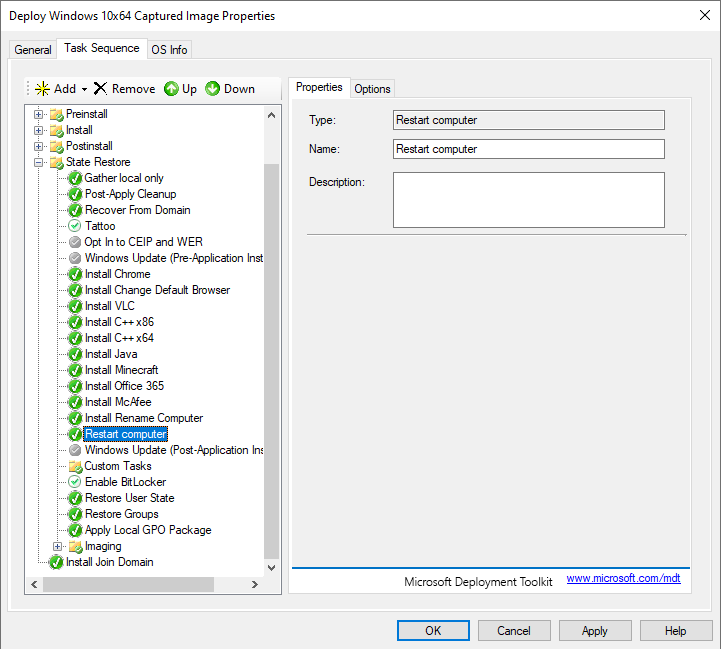 Deploy Windows 10x64 Captured Image Properties
General
Task Sequence
OS Info
Add
Remove
Up
Down
Preinstall
Install
Postinstall
State Restore
Gather local only
Post-Apply Cleanup
Recover From Domain
Tattoo
Opt In to CEIP and WER
Windows Update (Pre-Application Inst
Install Chrome
Install Change Default Browser
Install VLC
Install C++ x86
Install C++ x64
Install Java
Install Minecraft
Install Office 365
Install McAfee
Install Rename Computer
Restart computer
Windows Update (Post-Application Ins
Custom Tasks
Enable BitLocker
Restore User State
Restore Groups
Apply Local GPO Package
Imaging
Install Join Domain
Properties
Options
Type: Restart computer
Name: Restart computer
Description:
Microsoft Deployment Toolkit www.microsoft.com/mdt
OK
Cancel
Apply
Help